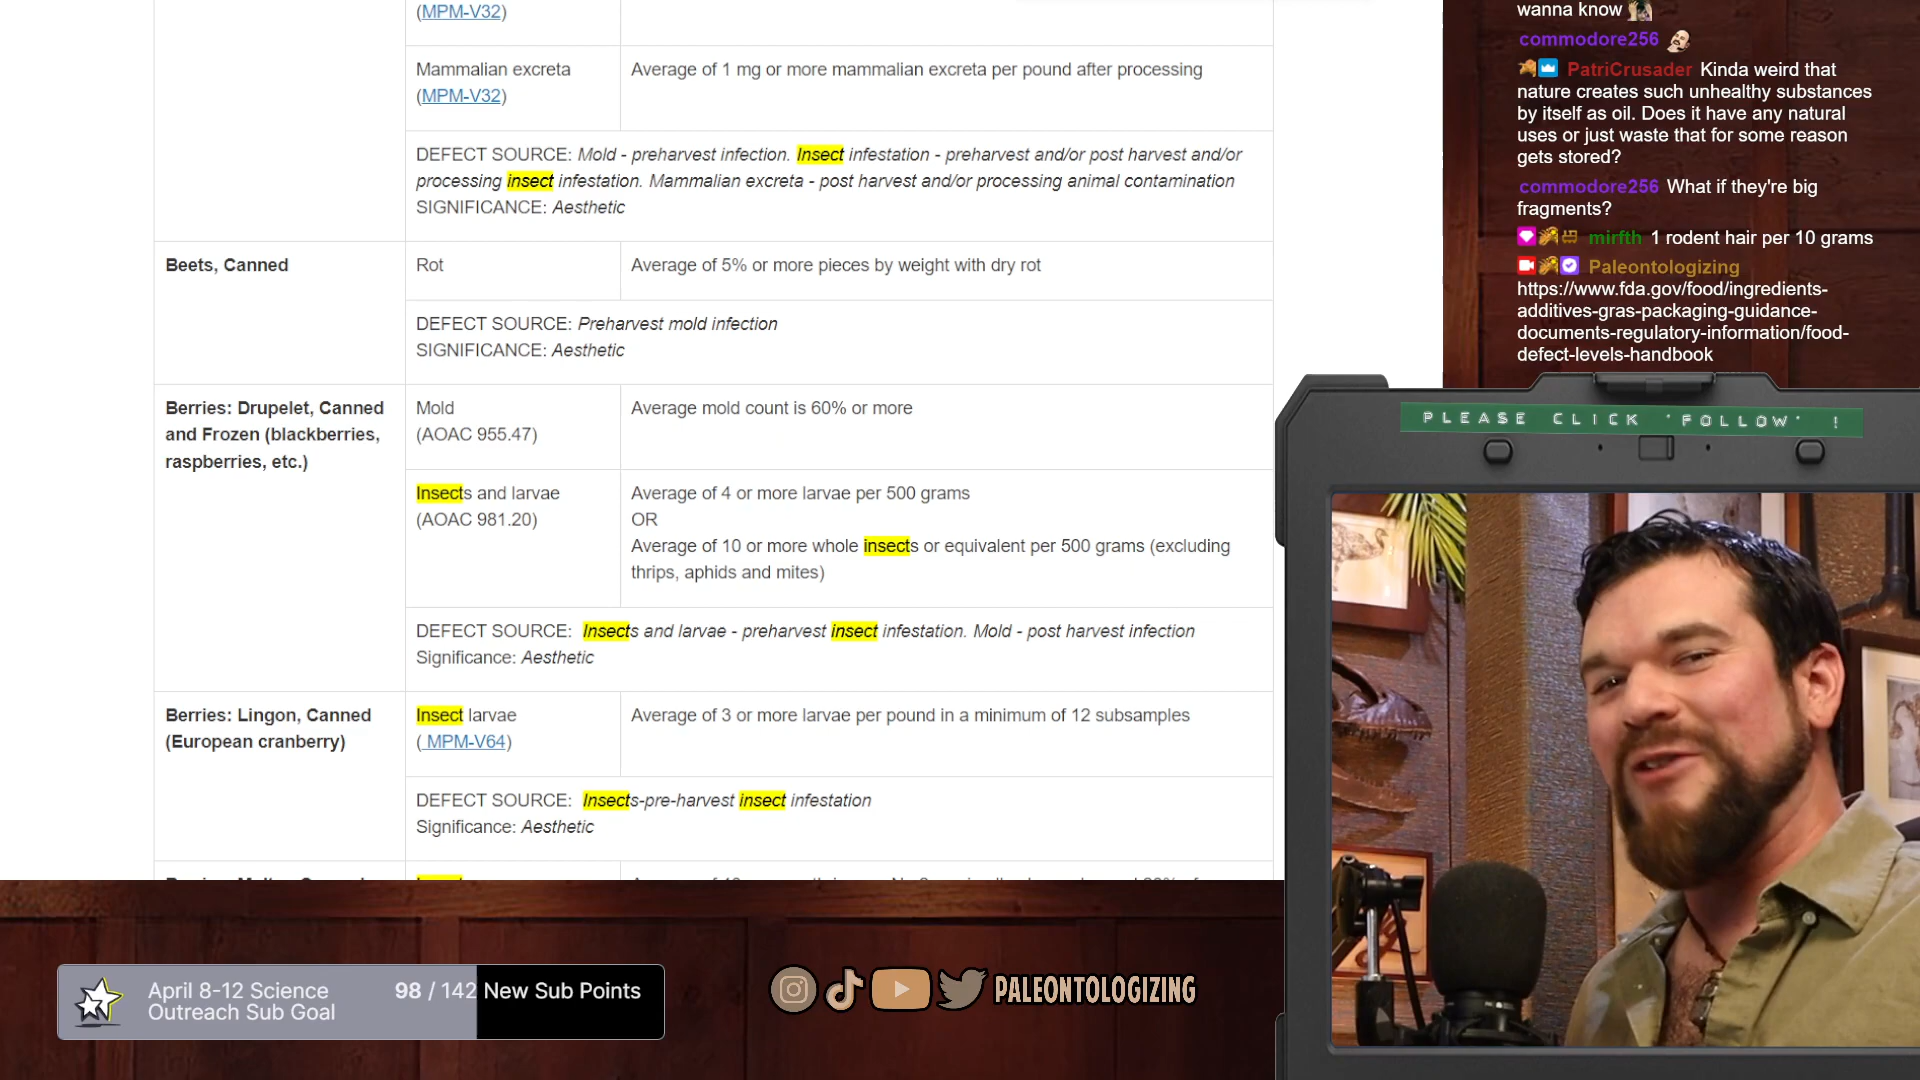 (MPM-V32)
Mammalian excreta
(MPM-V32)
Average of 1 mg or more mammalian excreta per pound after processing
DEFECT SOURCE: Mold - preharvest infection. Insect infestation - preharvest and/or post harvest and/or
processing insect infestation. Mammalian excreta - post harvest and/or processing animal contamination
SIGNIFICANCE: Aesthetic
Beets, Canned
Rot
Average of 5% or more pieces by weight with dry rot
DEFECT SOURCE: Preharvest mold infection
SIGNIFICANCE: Aesthetic
Berries: Drupelet, Canned
and Frozen (blackberries,
raspberries, etc.)
Mold
(AOAC 955.47)
Average mold count is 60% or more
Insects and larvae
(AOAC 981.20)
Average of 4 or more larvae per 500 grams
OR
Average of 10 or more whole insects or equivalent per 500 grams (excluding
thrips, aphids and mites)
DEFECT SOURCE: Insects and larvae - preharvest insect infestation. Mold - post harvest infection
Significance: Aesthetic
Berries: Lingon, Canned
(European cranberry)
Insect larvae
( MPM-V64)
Average of 3 or more larvae per pound in a minimum of 12 subsamples
DEFECT SOURCE: Insects-pre-harvest insect infestation
Significance: Aesthetic
wanna know
commodore256
PatriCrusader Kinda weird that
nature creates such unhealthy substances
by itself as oil. Does it have any natural
uses or just waste that for some reason
gets stored?
commodore256 What if they're big
fragments?
mirfth 1 rodent hair per 10 grams
Paleontologizing
https://www.fda.gov/food/ingredients-
additives-gras-packaging-guidance-
documents-regulatory-information/food-
defect-levels-handbook
PLEASE CLICK 'FOLLOW' !
April 8-12 Science
Outreach Sub Goal
98 / 142 New Sub Points
PALEONTOLOGIZING